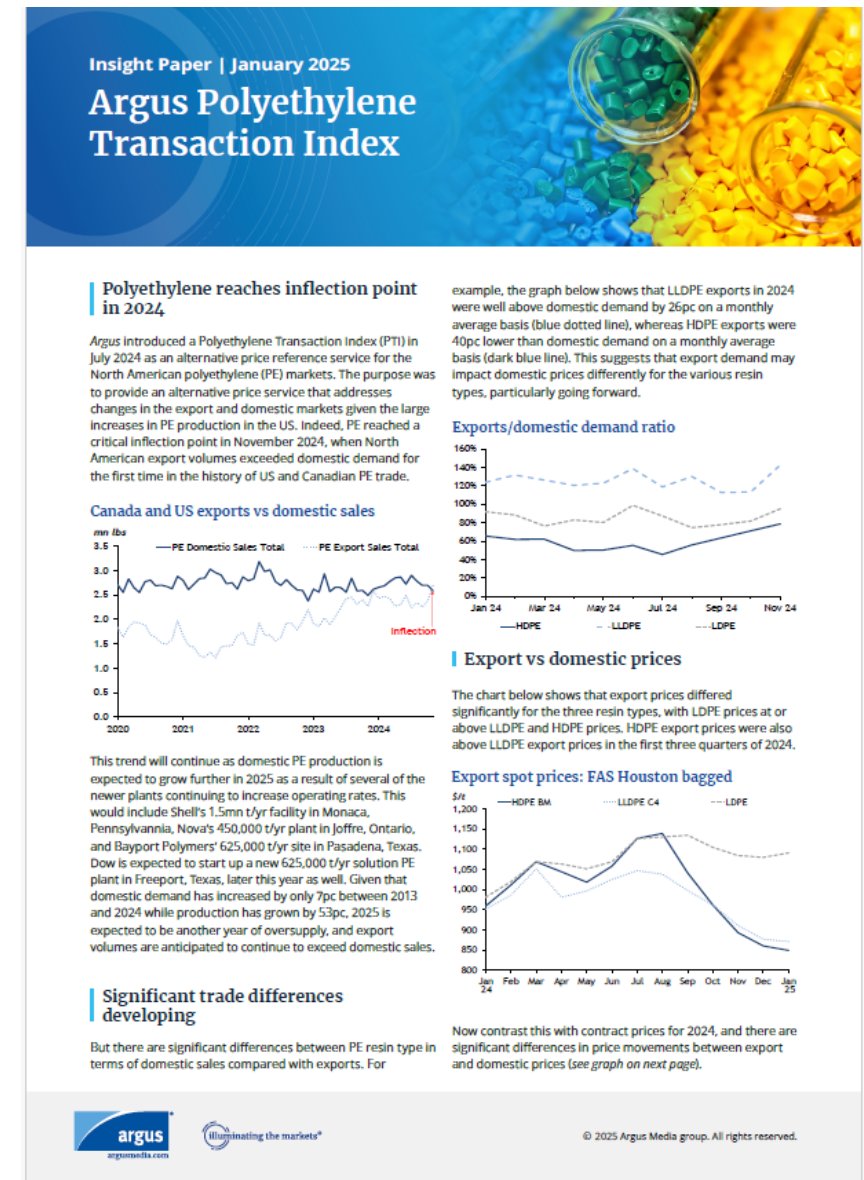 Insight Paper | January 2025
Argus Polyethylene
Transaction Index
Polyethylene reaches inflection point
in 2024
Argus introduced a Polyethylene Transaction Index (PTI) in
July 2024 as an alternative price reference service for the
North American polyethylene (PE) markets. The purpose was
to provide an alternative price service that addresses
changes in the export and domestic markets given the large
increases in PE production in the US. Indeed, PE reached a
critical inflection point in November 2024, when North
American export volumes exceeded domestic demand for
the first time in the history of US and Canadian PE trade.
Canada and US exports vs domestic sales
mn lbs
PE Domestic Sales Total PE Export Sales Total
3.5
3.0
2.5
2.0
1.5
1.0
0.5
0.0
Inflection
2020 2021 2022 2023 2024
This trend will continue as domestic PE production is
expected to grow further in 2025 as a result of several of the
newer plants continuing to increase operating rates. This
would include Shell's 1.5mn t/yr facility in Monaca,
Pennsylvannia, Nova's 450,000 t/yr plant in Joffre, Ontario,
and Bayport Polymers' 625,000 t/yr site in Pasadena, Texas.
Dow is expected to start up a new 625,000 t/yr solution PE
plant in Freeport, Texas, later this year as well. Given that
domestic demand has increased by only 7pc between 2013
and 2024 while production has grown by 53pc, 2025 is
expected to be another year of oversupply, and export
volumes are anticipated to continue to exceed domestic sales.
Significant trade differences
developing
But there are significant differences between PE resin type in
terms of domestic sales compared with exports. For
example, the graph below shows that LLDPE exports in 2024
were well above domestic demand by 26pc on a monthly
average basis (blue dotted line), whereas HDPE exports were
40pc lower than domestic demand on a monthly average
basis (dark blue line). This suggests that export demand may
impact domestic prices differently for the various resin
types, particularly going forward.
Exports/domestic demand ratio
160%
140%
120%
100%
80%
60%
40%
20%
0%
Jan 24 Mar 24 May 24 Jul 24 Sep 24 Nov 24
HDPE LLDPE LDPE
Export vs domestic prices
The chart below shows that export prices differed
significantly for the three resin types, with LDPE prices at or
above LLDPE and HDPE prices. HDPE export prices were also
above LLDPE export prices in the first three quarters of 2024.
Export spot prices: FAS Houston bagged
$/t
HDPE BM LLDPE C4 LDPE
1,200
1,150
1,100
1,050
1,000
950
900
850
800
Jan Feb Mar Apr May Jun Jul Aug Sep Oct Nov Dec Jan
24 25
Now contrast this with contract prices for 2024, and there are
significant differences in price movements between export
and domestic prices (see graph on next page).
argus
argusmedia.com
illuminating the markets®
© 2025 Argus Media group. All rights reserved.